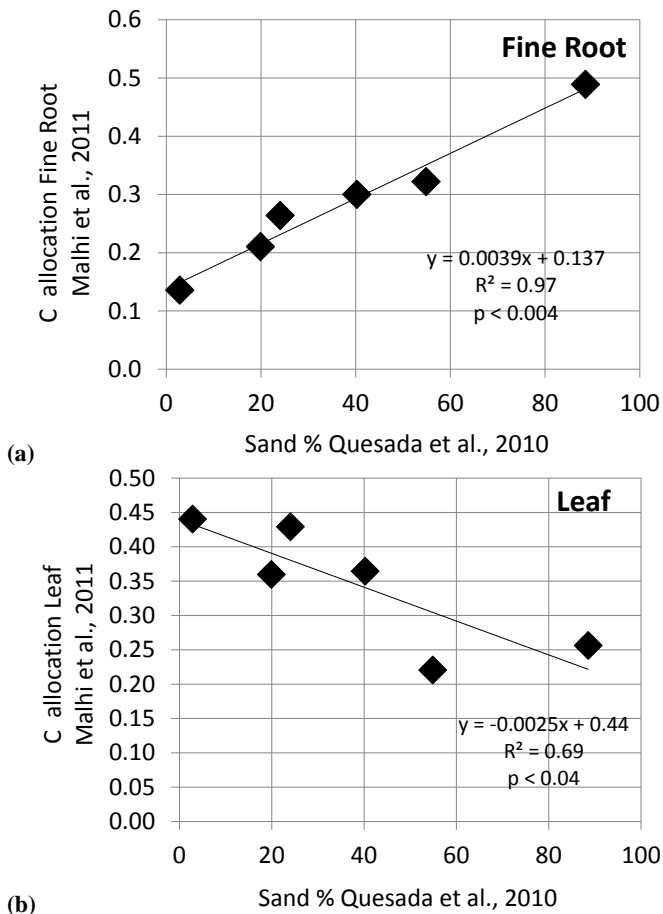 0.6
Fine Root
0.5
0.4
0.3
0.2
0.1
0.0
C allocation Fine Root
Malhi et al., 2011
y = 0.0039x + 0.137
R² = 0.97
p < 0.004
0 20 40 60 80 100
(a)
Sand % Quesada et al., 2010
0.50
Leaf
0.45
0.40
0.35
0.30
0.25
0.20
0.15
0.10
0.05
0.00
C allocation Leaf
Malhi et al., 2011
y = -0.0025x + 0.44
R² = 0.69
p < 0.04
0 20 40 60 80 100
(b)
Sand % Quesada et al., 2010